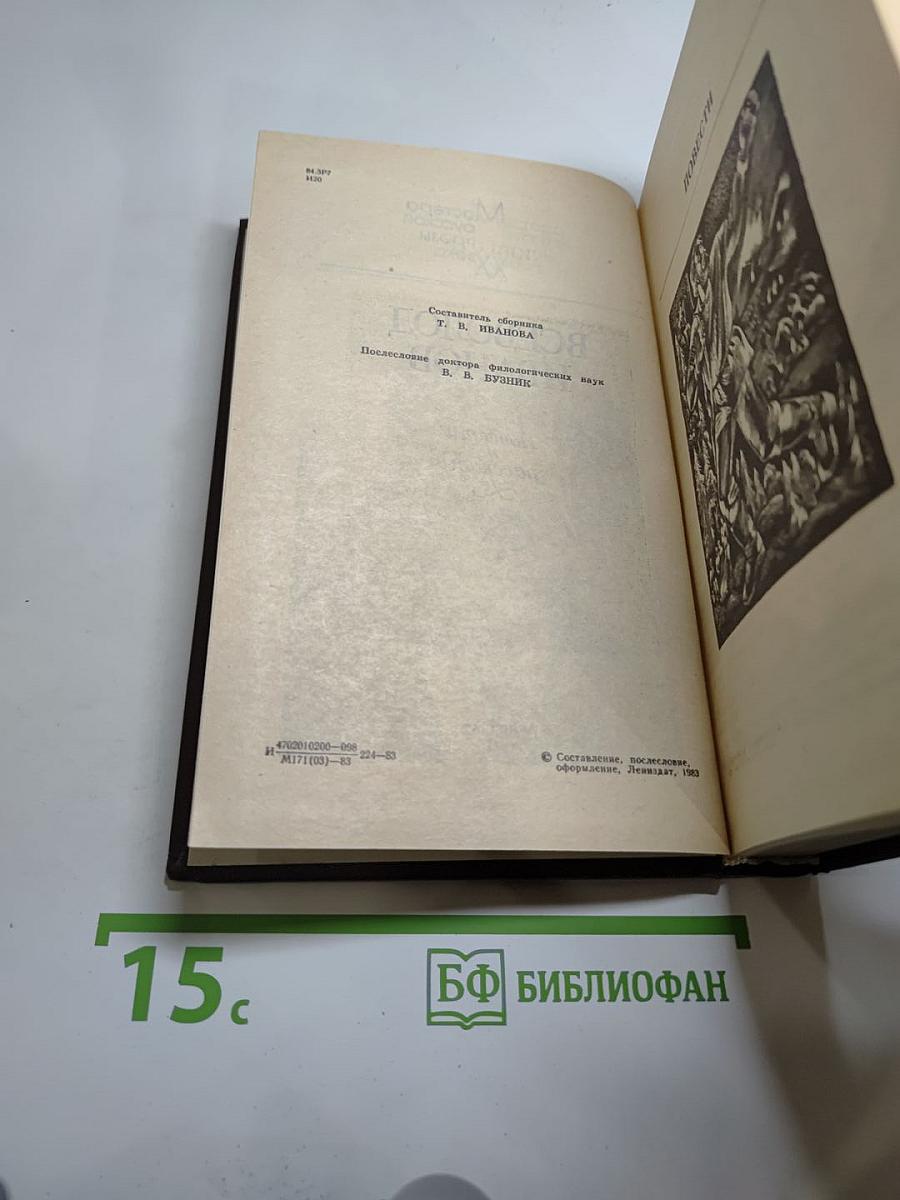 84.3Р7
И20
Составитель сборника
Т. В. ИВАНОВА
Послесловие доктора филологических наук
В. В. БУЗНИК
И 4702010200—098 224—83
М171(03)—83
© Составление, послесловие,
оформление, Лениздат, 1983
ПОВЕСТИ
15 с
БФ БИБЛИОФАН